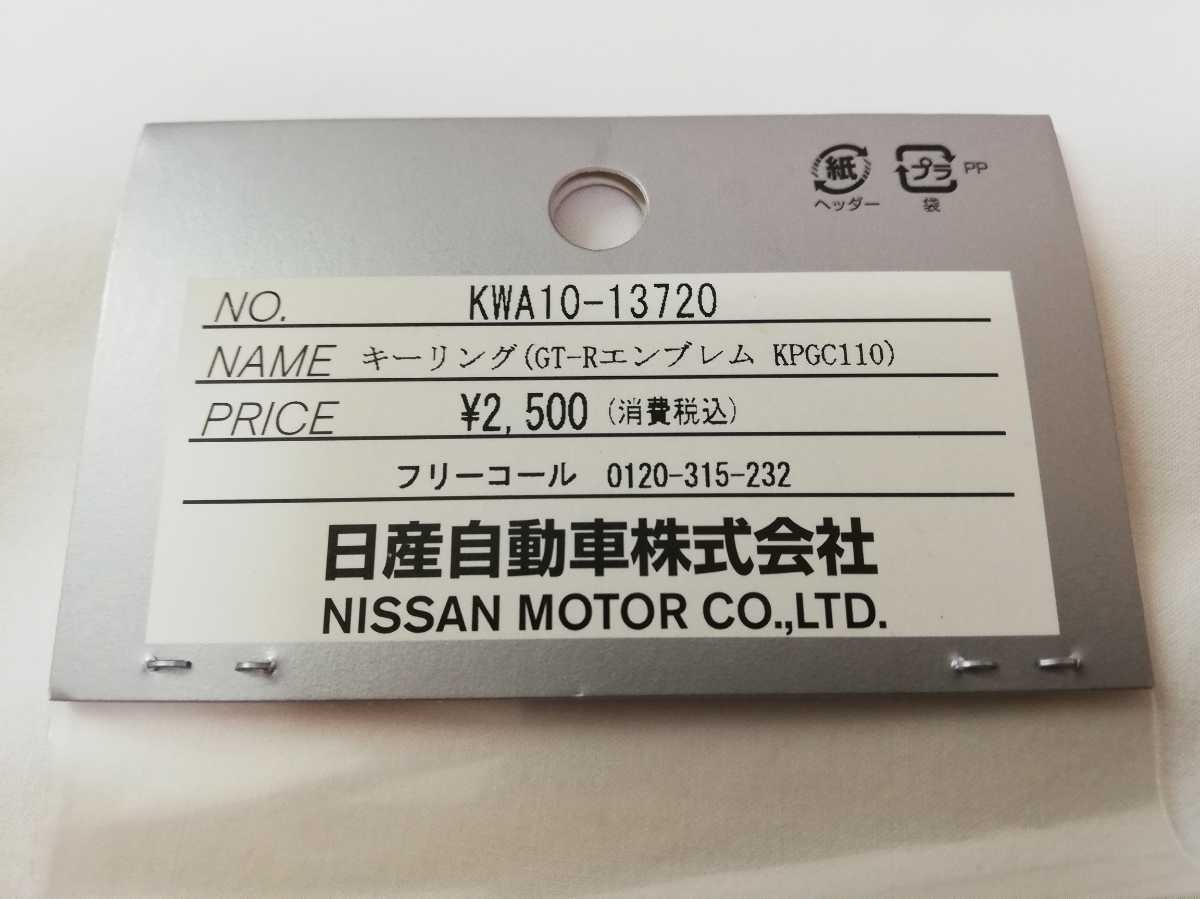 紙 プラ PP
ヘッダー 袋
NO. KWA10-13720
NAME キーリング(GT-Rエンブレム KPGC110)
PRICE ¥2,500(消費税込)
フリーコール 0120-315-232
日産自動車株式会社
NISSAN MOTOR CO.,LTD.